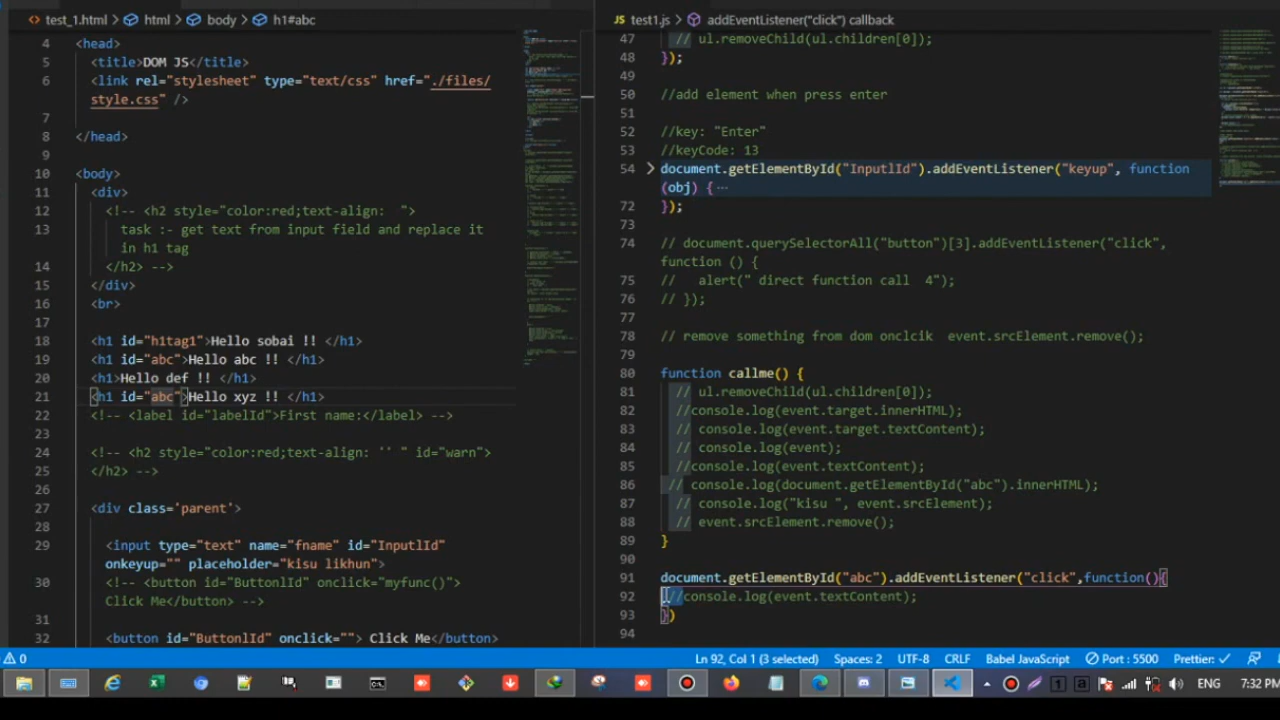 test_1.html > html > body > h1#abc
4 <head>
5 <title>DOM JS</title>
6 <link rel="stylesheet" type="text/css" href="./files/
style.css" />
7
8 </head>
9
10 <body>
11 <div>
12 <!-- <h2 style="color:red;text-align:  ">
13 task :- get text from input field and replace it
in h1 tag
14 </h2> -->
15 </div>
16 <br>
17
18 <h1 id="h1tag1">Hello sobai !! </h1>
19 <h1 id="abc">Hello abc !! </h1>
20 <h1>Hello def !! </h1>
21 <h1 id="abc">Hello xyz !! </h1>
22 <!-- <label id="labelId">First name:</label> -->
23
24 <!-- <h2 style="color:red;text-align: '' " id="warn">
25 </h2> -->
26
27 <div class='parent'>
28
29 <input type="text" name="fname" id="InputlId"
onkeyup="" placeholder="kisu likhun">
30 <!-- <button id="ButtonlId" onclick="myfunc()">
Click Me</button> -->
31
32 <button id="ButtonlId" onclick=""> Click Me</button>
JS test1.js > addEventListener("click") callback
47 // ul.removeChild(ul.children[0]);
48 });
49
50 //add element when press enter
51
52 //key: "Enter"
53 //keyCode: 13
54 document.getElementById("InputlId").addEventListener("keyup", function
(obj) { ···
72 });
73
74 // document.querySelectorAll("button")[3].addEventListener("click",
function () {
75 //   alert(" direct function call  4");
76 // });
77
78 // remove something from dom onclcik  event.srcElement.remove();
79
80 function callme() {
81 // ul.removeChild(ul.children[0]);
82 //console.log(event.target.innerHTML);
83 // console.log(event.target.textContent);
84 // console.log(event);
85 //console.log(event.textContent);
86 // console.log(document.getElementById("abc").innerHTML);
87 // console.log("kisu ", event.srcElement);
88 // event.srcElement.remove();
89 }
90
91 document.getElementById("abc").addEventListener("click",function(){
92 //console.log(event.textContent);
93 })
94
0 Ln 92, Col 1 (3 selected) Spaces: 2 UTF-8 CRLF Babel JavaScript Port : 5500 Prettier: ✓
ENG 7:32 PM